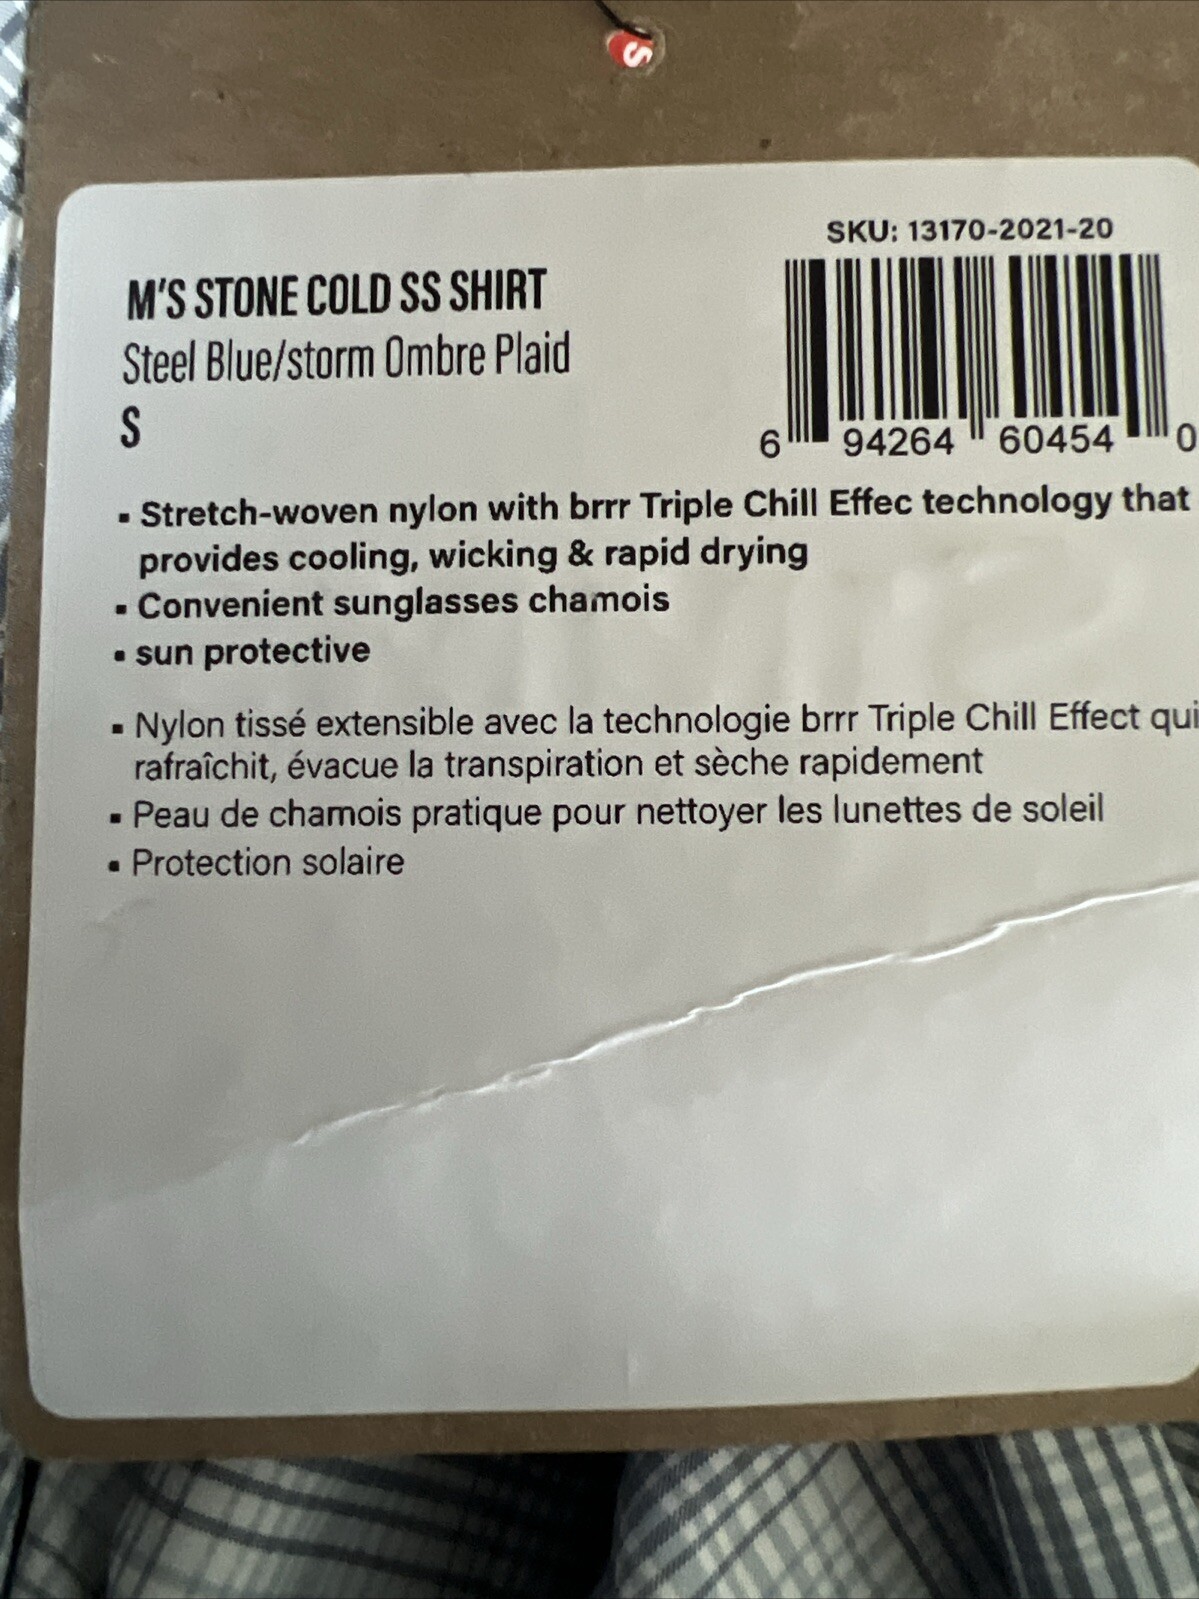 S
SKU: 13170-2021-20
M'S STONE COLD SS SHIRT
Steel Blue/storm Ombre Plaid
S
6 94264 60454 0
▪ Stretch-woven nylon with brrr Triple Chill Effec technology that
provides cooling, wicking & rapid drying
▪ Convenient sunglasses chamois
▪ sun protective
▪ Nylon tissé extensible avec la technologie brrr Triple Chill Effect qui
rafraîchit, évacue la transpiration et sèche rapidement
▪ Peau de chamois pratique pour nettoyer les lunettes de soleil
▪ Protection solaire